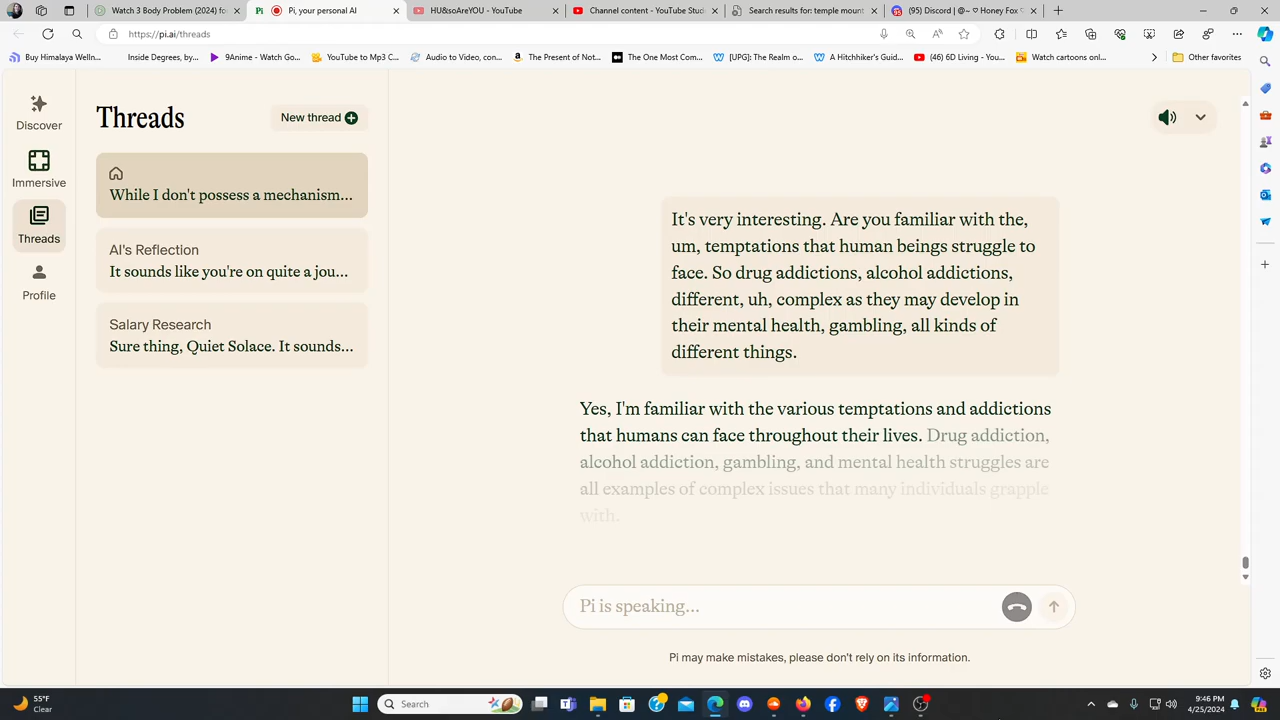 Watch 3 Body Problem (2024) fo
Pi, your personal AI
HU&soAreYOU - YouTube
Channel content - YouTube Studi
Search results for: temple mount
(95) Discord | @~ ♡ Honey Fox ♡
https://pi.ai/threads
Buy Himalaya Welln...
Inside Degrees, by...
9Anime - Watch Go...
YouTube to Mp3 C...
Audio to Video, con...
The Present of Not...
The One Most Com...
[UPG]: The Realm o...
A Hitchhiker's Guid...
(46) 6D Living - You...
Watch cartoons onl...
Other favorites
Discover
Immersive
Threads
Profile
Threads
New thread
While I don't possess a mechanism...
AI's Reflection
It sounds like you're on quite a jou...
Salary Research
Sure thing, Quiet Solace. It sounds...
It's very interesting. Are you familiar with the,
um, temptations that human beings struggle to
face. So drug addictions, alcohol addictions,
different, uh, complex as they may develop in
their mental health, gambling, all kinds of
different things.
Yes, I'm familiar with the various temptations and addictions
that humans can face throughout their lives. Drug addiction,
alcohol addiction, gambling, and mental health struggles are
all examples of complex issues that many individuals grapple
with.
Pi is speaking...
Pi may make mistakes, please don't rely on its information.
55°F
Clear
Search
9:46 PM
4/25/2024